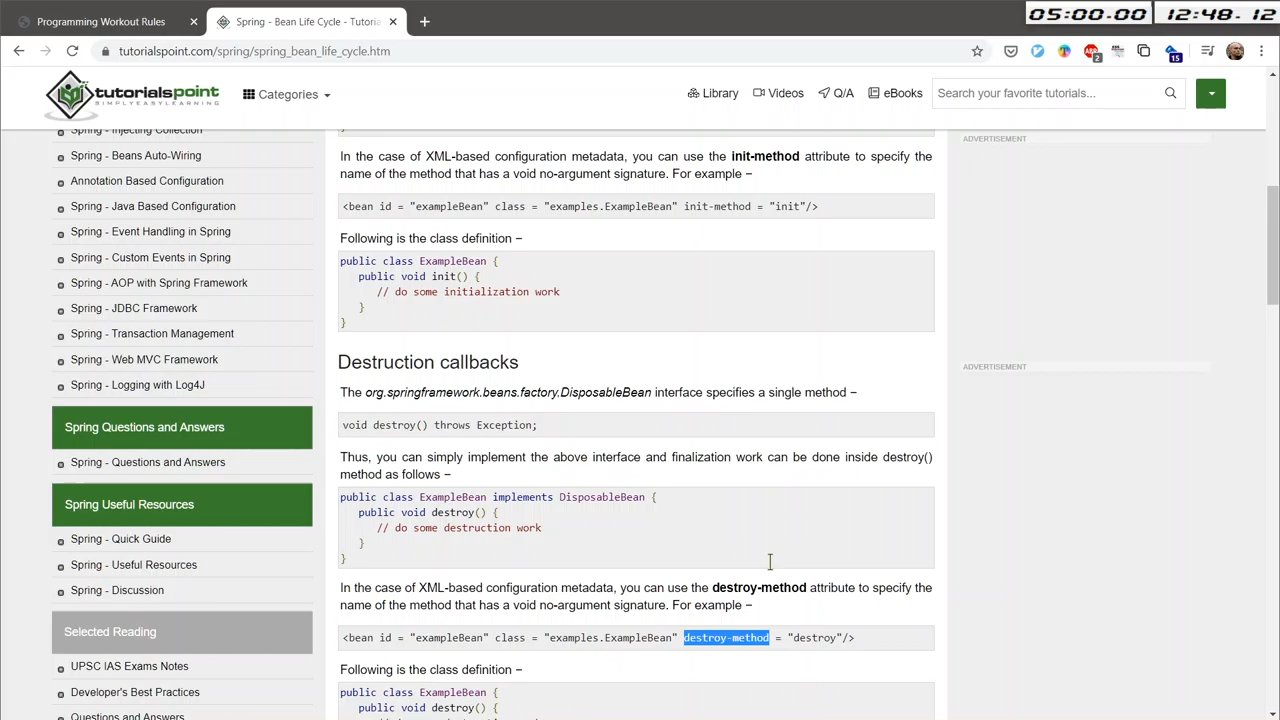 Programming Workout Rules
Spring - Bean Life Cycle - Tutoria
05:00.00
12:48.12
tutorialspoint.com/spring/spring_bean_life_cycle.htm
ABP
2
15
tutorialspoint
SIMPLYEASYLEARNING
Categories
Library
Videos
Q/A
eBooks
Search your favorite tutorials...
Spring - Injecting Collection
Spring - Beans Auto-Wiring
Annotation Based Configuration
Spring - Java Based Configuration
Spring - Event Handling in Spring
Spring - Custom Events in Spring
Spring - AOP with Spring Framework
Spring - JDBC Framework
Spring - Transaction Management
Spring - Web MVC Framework
Spring - Logging with Log4J
Spring Questions and Answers
Spring - Questions and Answers
Spring Useful Resources
Spring - Quick Guide
Spring - Useful Resources
Spring - Discussion
Selected Reading
UPSC IAS Exams Notes
Developer's Best Practices
Questions and Answers
}
In the case of XML-based configuration metadata, you can use the init-method attribute to specify the
name of the method that has a void no-argument signature. For example −
<bean id = "exampleBean" class = "examples.ExampleBean" init-method = "init"/>
Following is the class definition −
public class ExampleBean {
public void init() {
// do some initialization work
}
}
Destruction callbacks
The org.springframework.beans.factory.DisposableBean interface specifies a single method −
void destroy() throws Exception;
Thus, you can simply implement the above interface and finalization work can be done inside destroy()
method as follows −
public class ExampleBean implements DisposableBean {
public void destroy() {
// do some destruction work
}
}
In the case of XML-based configuration metadata, you can use the destroy-method attribute to specify the
name of the method that has a void no-argument signature. For example −
<bean id = "exampleBean" class = "examples.ExampleBean" destroy-method = "destroy"/>
Following is the class definition −
public class ExampleBean {
public void destroy() {
ADVERTISEMENT
ADVERTISEMENT